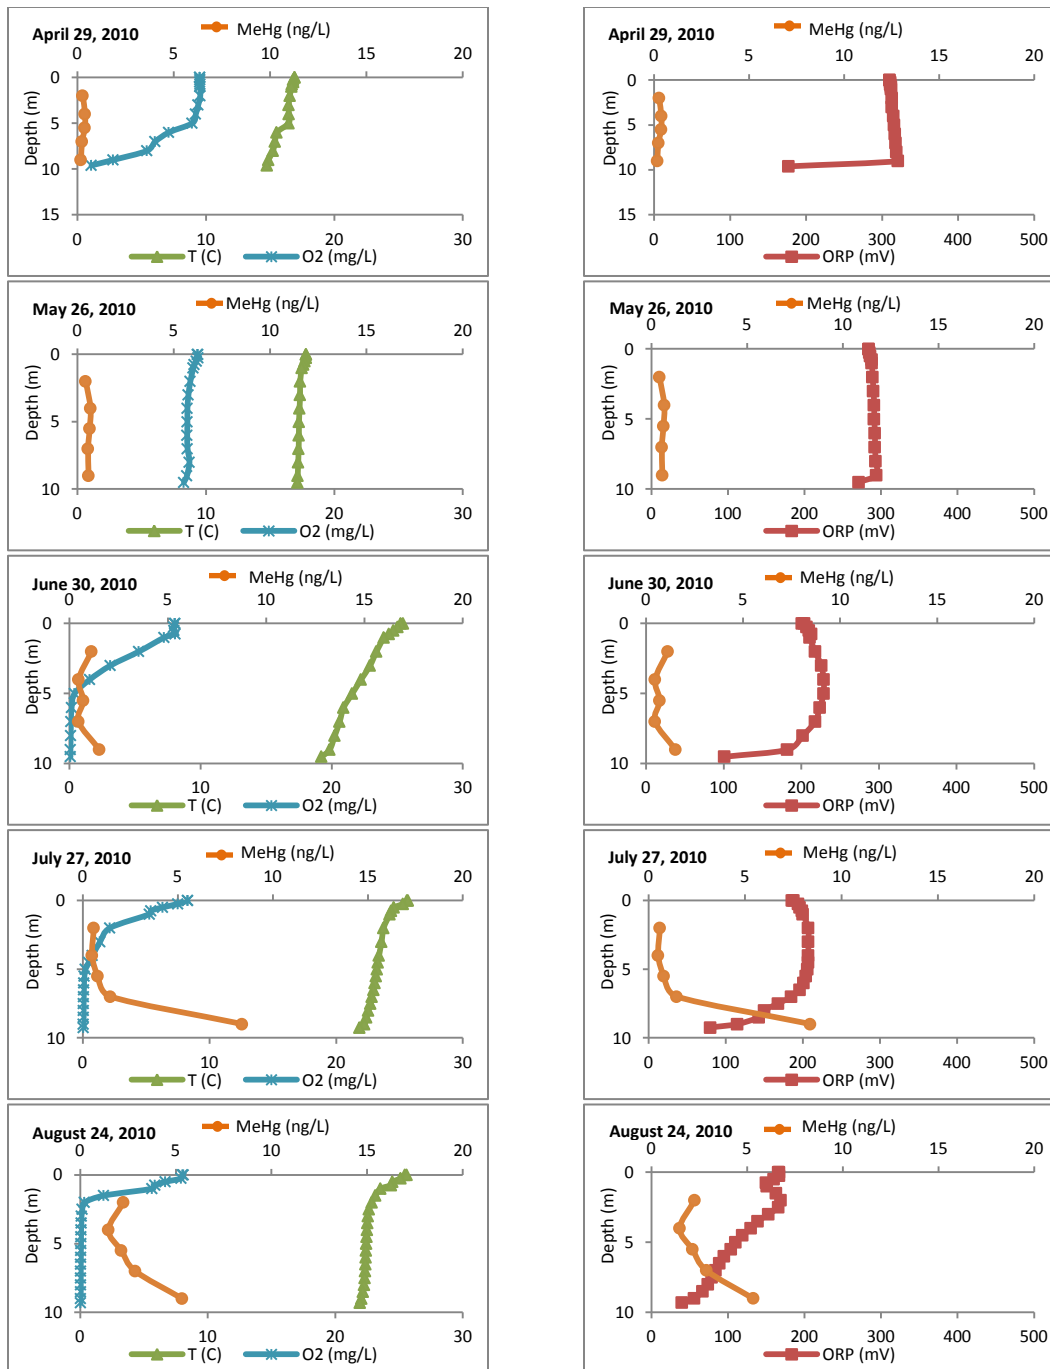 April 29, 2010
MeHg (ng/L)
0 5 10 15 20
Depth (m)
0
5
10
15
0 10 20 30
T (C) O2 (mg/L)
April 29, 2010
MeHg (ng/L)
0 5 10 15 20
Depth (m)
0
5
10
15
0 100 200 300 400 500
ORP (mV)
May 26, 2010
MeHg (ng/L)
0 5 10 15 20
Depth (m)
0
5
10
0 10 20 30
T (C) O2 (mg/L)
May 26, 2010
MeHg (ng/L)
0 5 10 15 20
Depth (m)
0
5
10
0 100 200 300 400 500
ORP (mV)
June 30, 2010
MeHg (ng/L)
0 5 10 15 20
Depth (m)
0
5
10
0 10 20 30
T (C) O2 (mg/L)
June 30, 2010
MeHg (ng/L)
0 5 10 15 20
Depth (m)
0
5
10
0 100 200 300 400 500
ORP (mV)
July 27, 2010
MeHg (ng/L)
0 5 10 15 20
Depth (m)
0
5
10
0 10 20 30
T (C) O2 (mg/L)
July 27, 2010
MeHg (ng/L)
0 5 10 15 20
Depth (m)
0
5
10
0 100 200 300 400 500
ORP (mV)
August 24, 2010
MeHg (ng/L)
0 5 10 15 20
Depth (m)
0
5
10
0 10 20 30
T (C) O2 (mg/L)
August 24, 2010
MeHg (ng/L)
0 5 10 15 20
Depth (m)
0
5
10
0 100 200 300 400 500
ORP (mV)